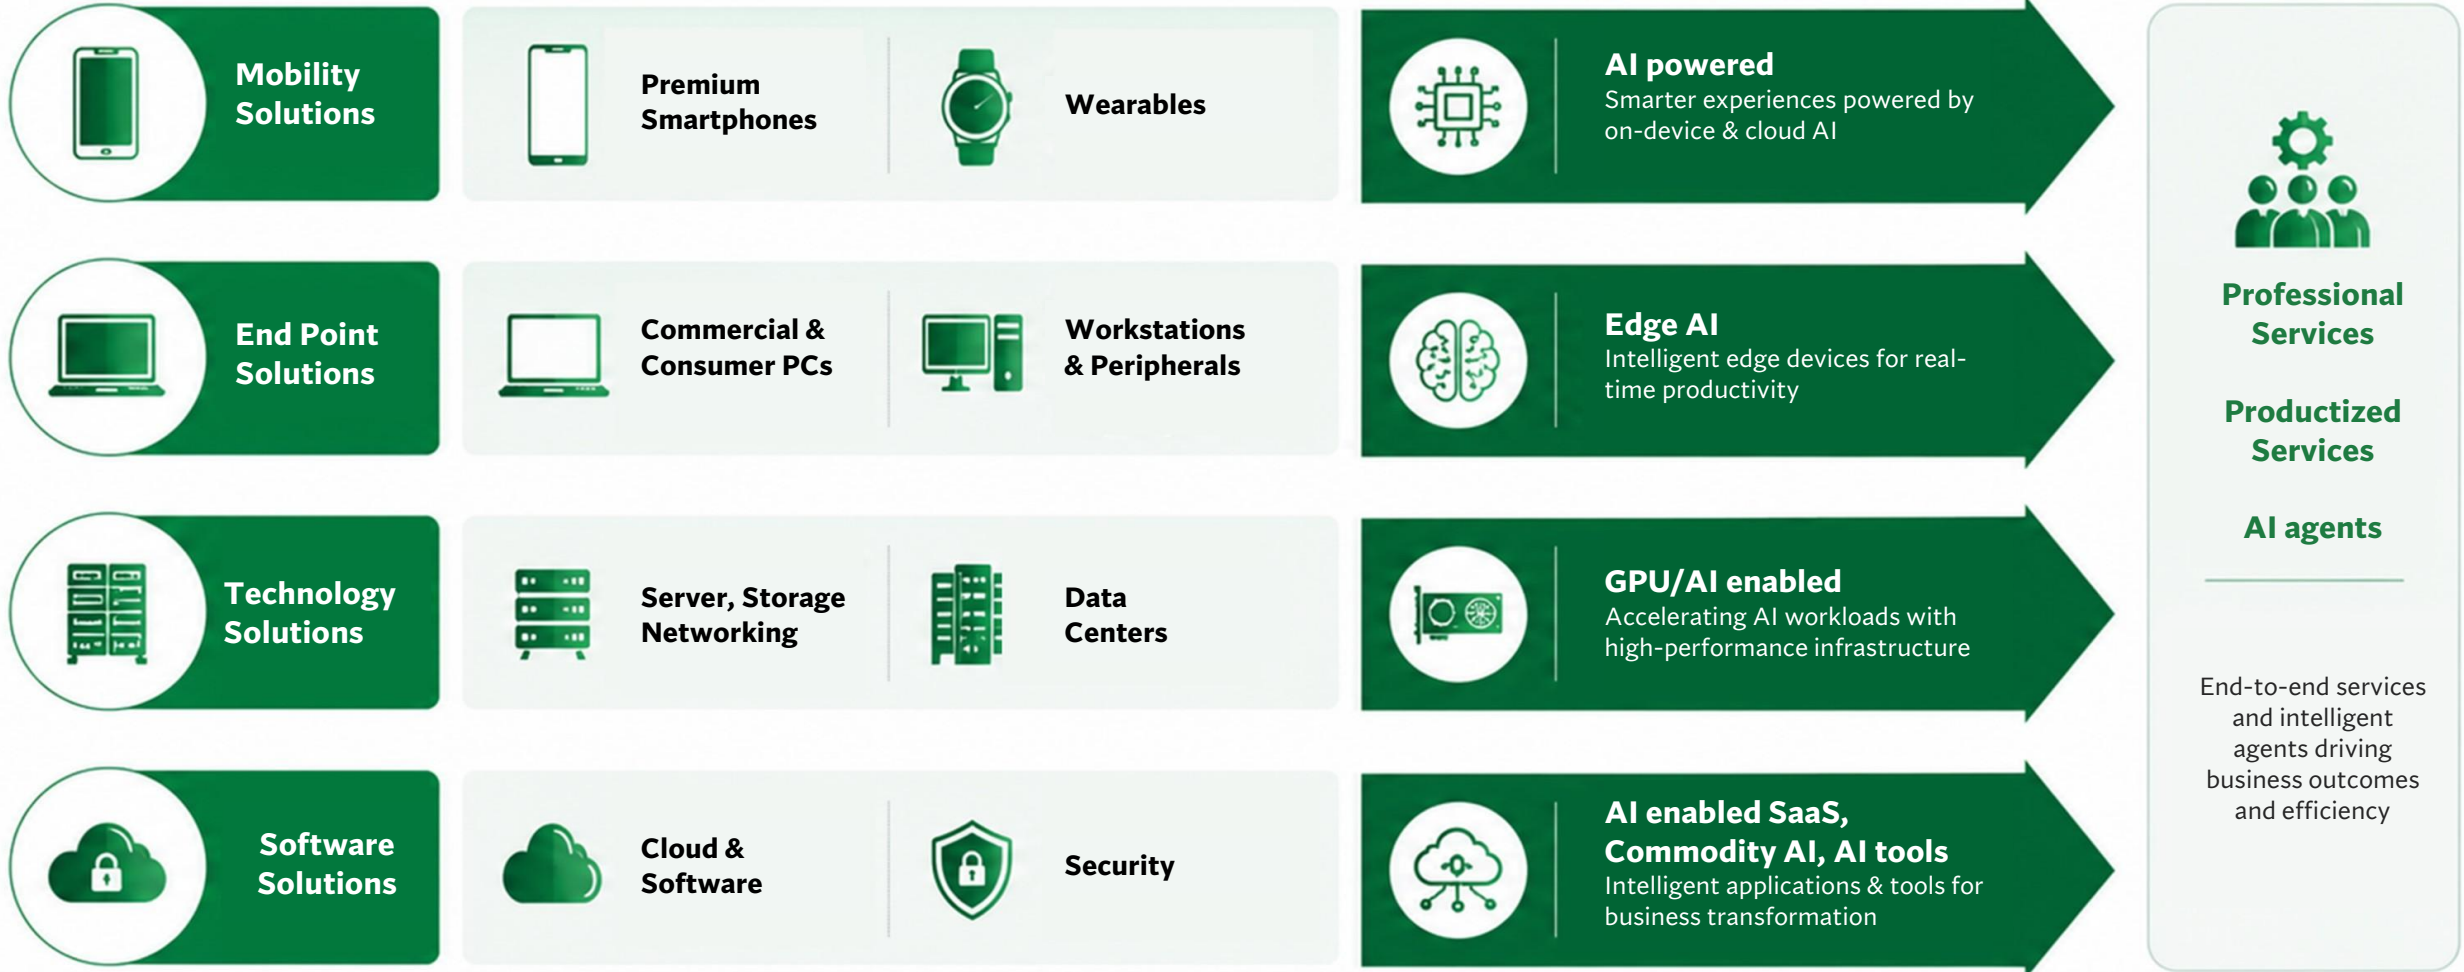 Mobility
Solutions
Premium
Smartphones
Wearables
AI powered
Smarter experiences powered by
on-device & cloud AI
End Point
Solutions
Commercial &
Consumer PCs
Workstations
& Peripherals
Edge AI
Intelligent edge devices for real-
time productivity
Technology
Solutions
Server, Storage
Networking
Data
Centers
GPU/AI enabled
Accelerating AI workloads with
high-performance infrastructure
Software
Solutions
Cloud &
Software
Security
AI enabled SaaS,
Commodity AI, AI tools
Intelligent applications & tools for
business transformation
Professional
Services
Productized
Services
AI agents
End-to-end services
and intelligent
agents driving
business outcomes
and efficiency